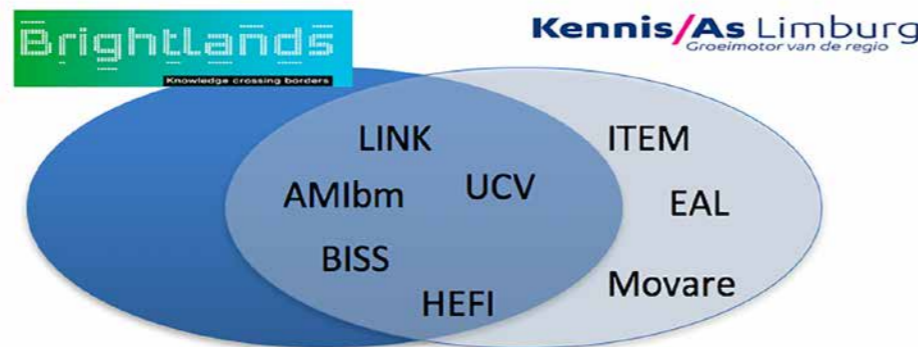 Brightlands
Knowledge crossing borders
Kennis/As Limburg
Groeimotor van de regio
LINK
ITEM
AMIbm
UCV
EAL
BISS
Movare
HEFI